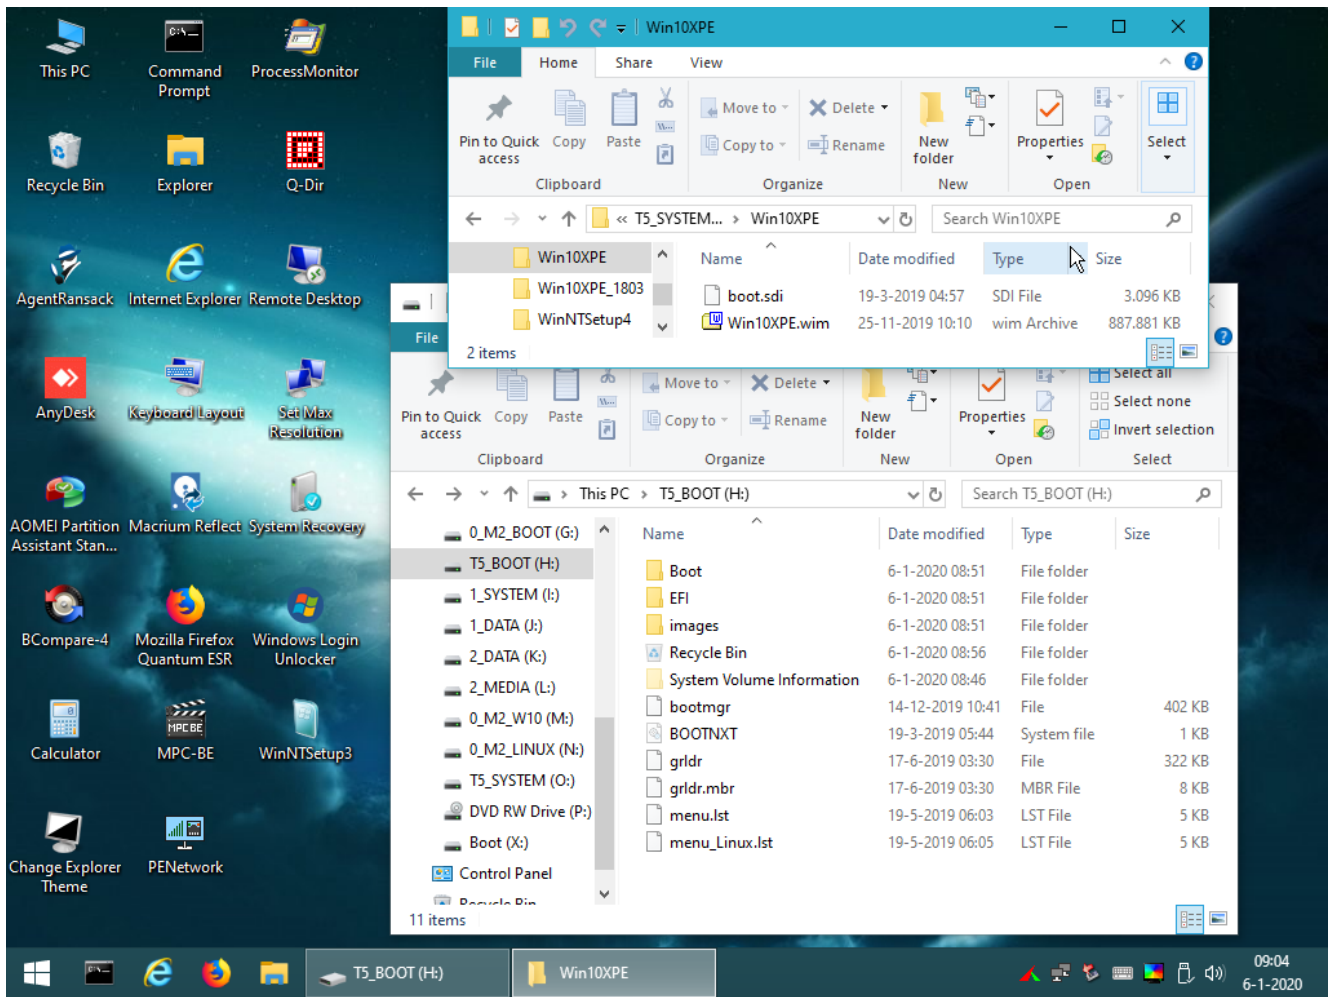 This PC
Command
Prompt
ProcessMonitor
Recycle Bin
Explorer
Q-Dir
AgentRansack
Internet Explorer
Remote Desktop
AnyDesk
Keyboard Layout
Set Max
Resolution
AOMEI Partition
Assistant Stan...
Macrium Reflect
System Recovery
BCompare-4
Mozilla Firefox
Quantum ESR
Windows Login
Unlocker
Calculator
MPC-BE
WinNTSetup3
Change Explorer
Theme
PENetwork
Win10XPE
File Home Share View
Pin to Quick
access
Copy
Paste
Move to
Copy to
Delete
Rename
New
folder
Properties
Select
Clipboard Organize New Open
« T5_SYSTEM... › Win10XPE
Search Win10XPE
Win10XPE
Win10XPE_1803
WinNTSetup4
Name Date modified Type Size
boot.sdi 19-3-2019 04:57 SDI File 3.096 KB
Win10XPE.wim 25-11-2019 10:10 wim Archive 887.881 KB
2 items
File
Pin to Quick
access
Copy
Paste
Move to
Copy to
Delete
Rename
New
folder
Properties
Select all
Select none
Invert selection
Clipboard Organize New Open Select
› This PC › T5_BOOT (H:)
Search T5_BOOT (H:)
0_M2_BOOT (G:)
T5_BOOT (H:)
1_SYSTEM (I:)
1_DATA (J:)
2_DATA (K:)
2_MEDIA (L:)
0_M2_W10 (M:)
0_M2_LINUX (N:)
T5_SYSTEM (O:)
DVD RW Drive (P:)
Boot (X:)
Control Panel
Recycle Bin
Name Date modified Type Size
Boot 6-1-2020 08:51 File folder
EFI 6-1-2020 08:51 File folder
images 6-1-2020 08:51 File folder
Recycle Bin 6-1-2020 08:56 File folder
System Volume Information 6-1-2020 08:46 File folder
bootmgr 14-12-2019 10:41 File 402 KB
BOOTNXT 19-3-2019 05:44 System file 1 KB
grldr 17-6-2019 03:30 File 322 KB
grldr.mbr 17-6-2019 03:30 MBR File 8 KB
menu.lst 19-5-2019 06:03 LST File 5 KB
menu_Linux.lst 19-5-2019 06:05 LST File 5 KB
11 items
T5_BOOT (H:)
Win10XPE
09:04
6-1-2020